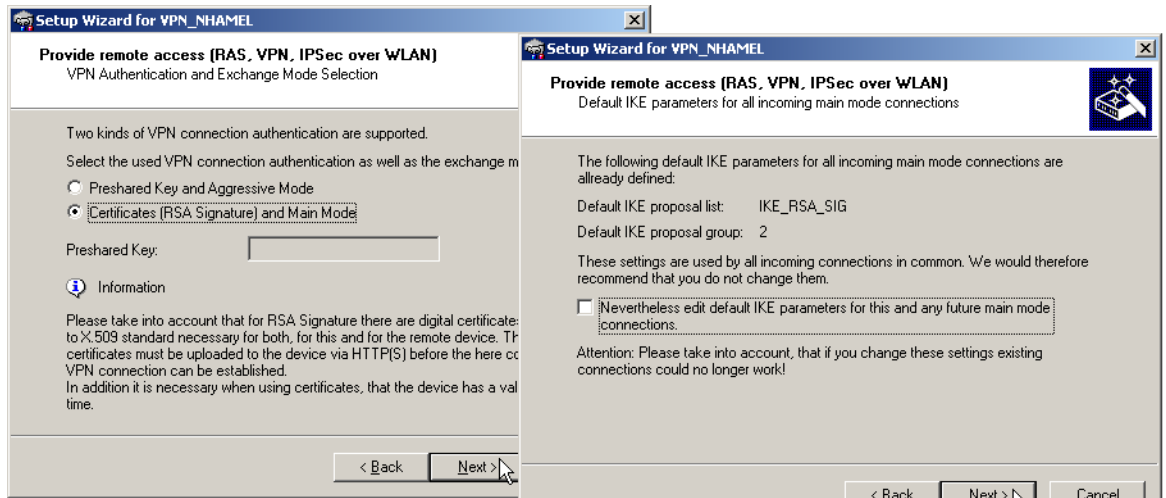 Setup Wizard for VPN_NHAMEL
Provide remote access (RAS, VPN, IPSec over WLAN)
VPN Authentication and Exchange Mode Selection
Two kinds of VPN connection authentication are supported.
Select the used VPN connection authentication as well as the exchange m
Preshared Key and Aggressive Mode
Certificates (RSA Signature) and Main Mode
Preshared Key:
Information
Please take into account that for RSA Signature there are digital certificate
to X.509 standard necessary for both, for this and for the remote device. Th
certificates must be uploaded to the device via HTTP(S) before the here co
VPN connection can be established.
In addition it is necessary when using certificates, that the device has a val
time.
< Back
Next >
Setup Wizard for VPN_NHAMEL
Provide remote access (RAS, VPN, IPSec over WLAN)
Default IKE parameters for all incoming main mode connections
The following default IKE parameters for all incoming main mode connections are
allready defined:
Default IKE proposal list: IKE_RSA_SIG
Default IKE proposal group: 2
These settings are used by all incoming connections in common. We would therefore
recommend that you do not change them.
Nevertheless edit default IKE parameters for this and any future main mode
connections.
Attention: Please take into account, that if you change these settings existing
connections could no longer work!
< Back
Next >
Cancel